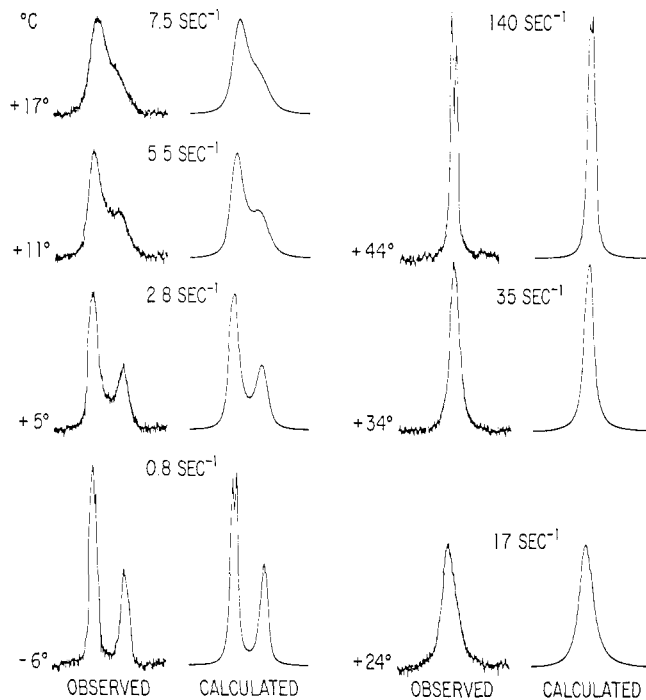 °C
7.5 SEC⁻¹
+17°
5 5 SEC⁻¹
+11°
2 8 SEC⁻¹
+5°
0.8 SEC⁻¹
-6°
OBSERVED CALCULATED
140 SEC⁻¹
+44°
35 SEC⁻¹
+34°
17 SEC⁻¹
+24°
OBSERVED CALCULATED